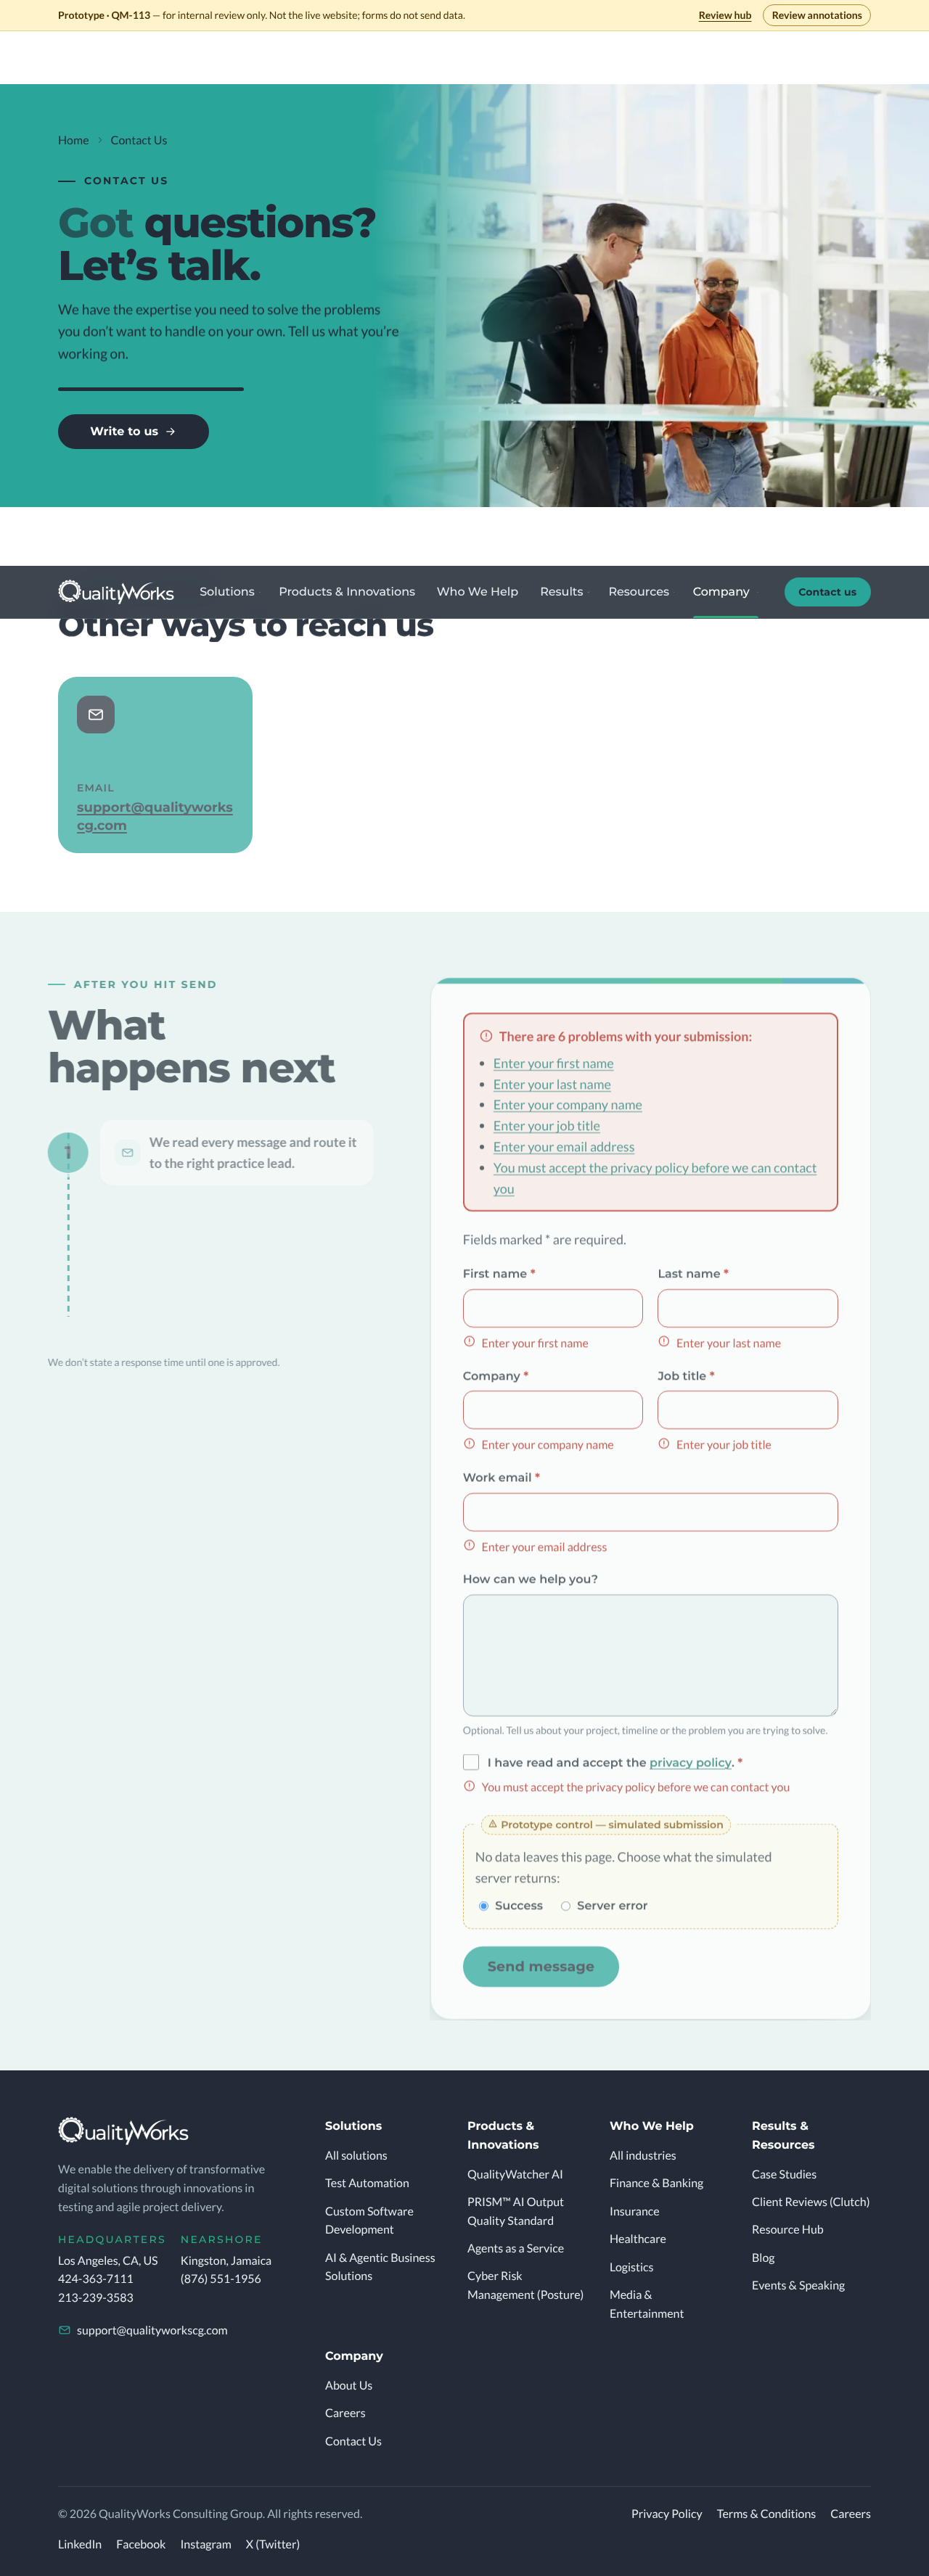 Prototype · QM-113 — for internal review only. Not the live website; forms do not send data.
Review hub
Review annotations
Home > Contact Us
CONTACT US
Got questions?
Let's talk.
We have the expertise you need to solve the problems
you don't want to handle on your own. Tell us what you're
working on.
Write to us →
QualityWorks
Solutions
Products & Innovations
Who We Help
Results
Resources
Company
Contact us
Other ways to reach us
EMAIL
support@qualityworks
cg.com
AFTER YOU HIT SEND
What
happens next
1
We read every message and route it
to the right practice lead.
We don't state a response time until one is approved.
There are 6 problems with your submission:
• Enter your first name
• Enter your last name
• Enter your company name
• Enter your job title
• Enter your email address
• You must accept the privacy policy before we can contact
you
Fields marked * are required.
First name *
Last name *
Enter your first name
Enter your last name
Company *
Job title *
Enter your company name
Enter your job title
Work email *
Enter your email address
How can we help you?
Optional. Tell us about your project, timeline or the problem you are trying to solve.
I have read and accept the privacy policy. *
You must accept the privacy policy before we can contact you
Prototype control — simulated submission
No data leaves this page. Choose what the simulated
server returns:
Success
Server error
Send message
QualityWorks
We enable the delivery of transformative
digital solutions through innovations in
testing and agile project delivery.
HEADQUARTERS
Los Angeles, CA, US
424-363-7111
213-239-3583
NEARSHORE
Kingston, Jamaica
(876) 551-1956
support@qualityworkscg.com
Solutions
All solutions
Test Automation
Custom Software
Development
AI & Agentic Business
Solutions
Products &
Innovations
QualityWatcher AI
PRISM™ AI Output
Quality Standard
Agents as a Service
Cyber Risk
Management (Posture)
Who We Help
All industries
Finance & Banking
Insurance
Healthcare
Logistics
Media &
Entertainment
Results &
Resources
Case Studies
Client Reviews (Clutch)
Resource Hub
Blog
Events & Speaking
Company
About Us
Careers
Contact Us
© 2026 QualityWorks Consulting Group. All rights reserved.
Privacy Policy
Terms & Conditions
Careers
LinkedIn
Facebook
Instagram
X (Twitter)